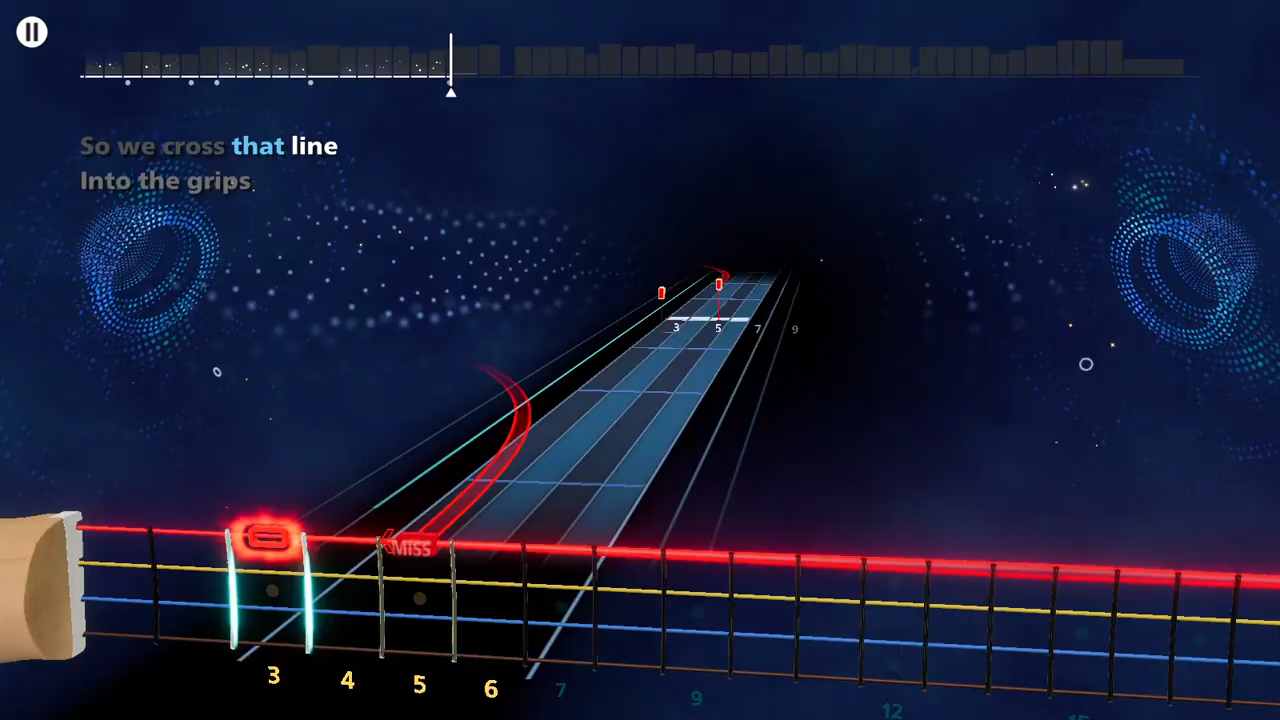 So we cross that line
Into the grips
3 5 7 9
MISS
3 4 5 6 7 9 12